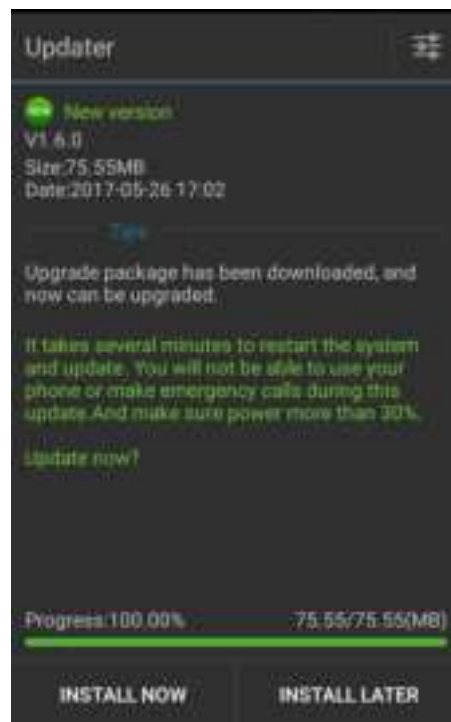 Updater
New version
V1.6.0
Size:75.55MB
Date:2017-05-26 17:02
Tips
Upgrade package has been downloaded, and
now can be upgraded.
It takes several minutes to restart the system
and update. You will not be able to use your
phone or make emergency calls during this
update.And make sure power more than 30%.
Update now?
Progress:100.00% 75.55/75.55(MB)
INSTALL NOW INSTALL LATER